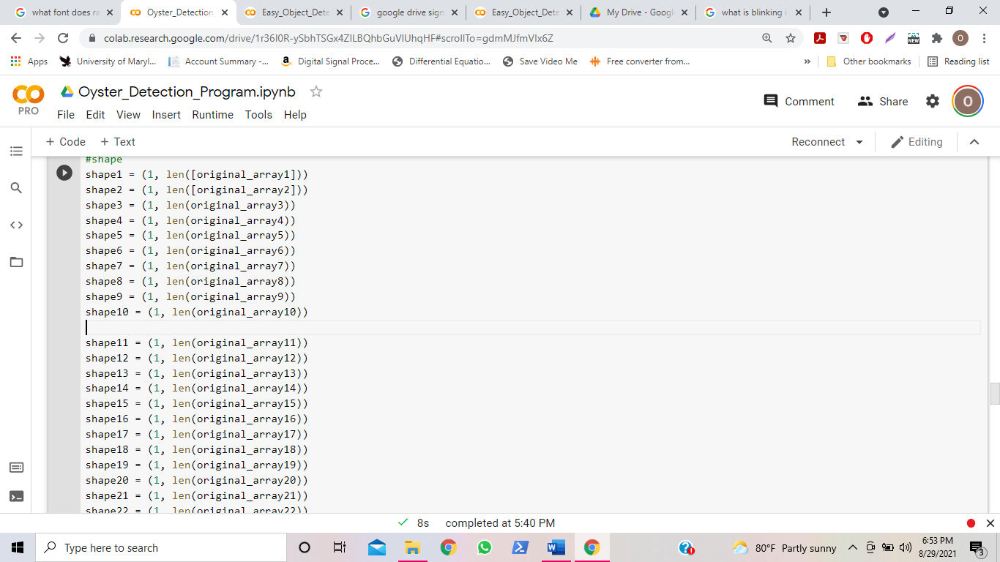 what font does ra
Oyster_Detection
Easy_Object_Dete
google drive sign
Easy_Object_Dete
My Drive - Googl
what is blinking i
colab.research.google.com/drive/1r36I0R-ySbhTSGx4ZILBQhbGuVlUhqHF#scrollTo=gdmMJfmVIx6Z
NEW
O
Apps
University of Maryl...
Account Summary -...
Digital Signal Proce...
Differential Equatio...
Save Video Me
Free converter from...
»
Other bookmarks
Reading list
PRO
Oyster_Detection_Program.ipynb
Comment
Share
O
File Edit View Insert Runtime Tools Help
+ Code + Text
Reconnect
Editing
#shape
shape1 = (1, len([original_array1]))
shape2 = (1, len([original_array2]))
shape3 = (1, len(original_array3))
shape4 = (1, len(original_array4))
shape5 = (1, len(original_array5))
shape6 = (1, len(original_array6))
shape7 = (1, len(original_array7))
shape8 = (1, len(original_array8))
shape9 = (1, len(original_array9))
shape10 = (1, len(original_array10))
shape11 = (1, len(original_array11))
shape12 = (1, len(original_array12))
shape13 = (1, len(original_array13))
shape14 = (1, len(original_array14))
shape15 = (1, len(original_array15))
shape16 = (1, len(original_array16))
shape17 = (1, len(original_array17))
shape18 = (1, len(original_array18))
shape19 = (1, len(original_array19))
shape20 = (1, len(original_array20))
shape21 = (1, len(original_array21))
shape22 = (1, len(original_array22))
8s completed at 5:40 PM
Type here to search
80°F Partly sunny
6:53 PM
8/29/2021
3